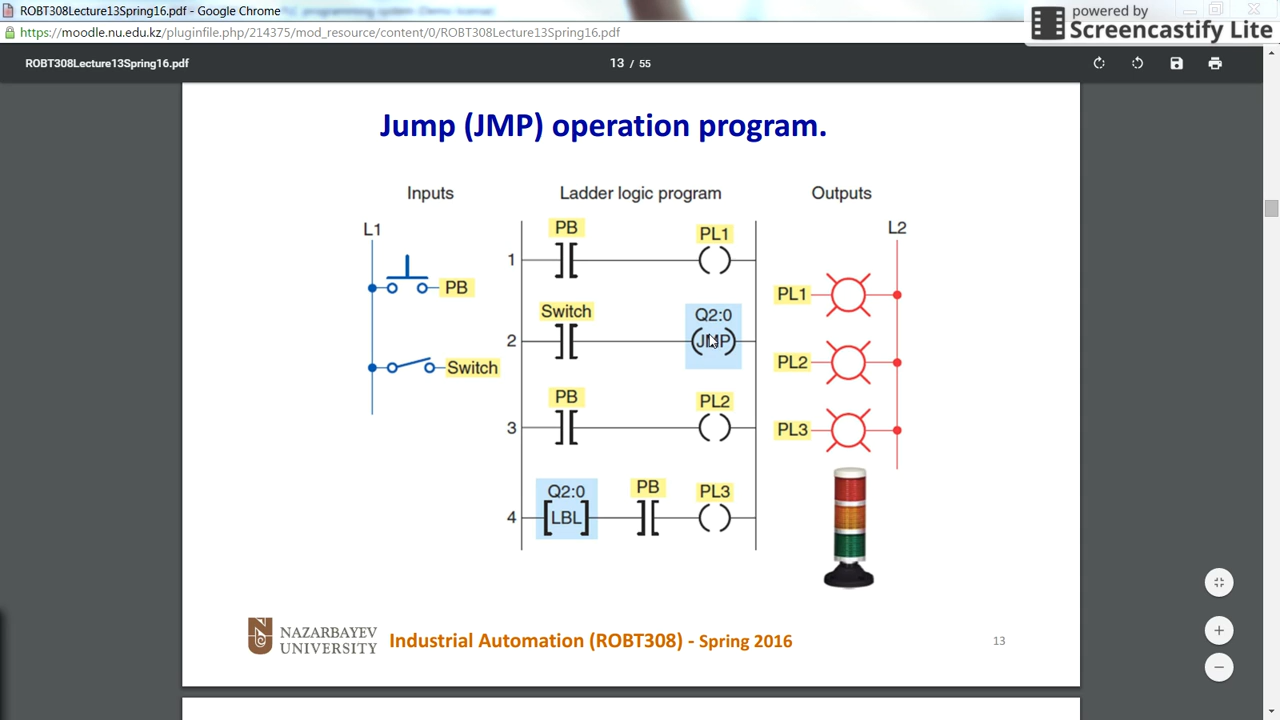 ROBT308Lecture13Spring16.pdf - Google Chrome
powered by
Screencastify Lite
https://moodle.nu.edu.kz/pluginfile.php/214375/mod_resource/content/0/ROBT308Lecture13Spring16.pdf
ROBT308Lecture13Spring16.pdf
13 / 55
Jump (JMP) operation program.
Inputs
Ladder logic program
Outputs
L1
PB
Switch
PB
PL1
1
Switch
Q2:0
2
JMP
PB
PL2
3
Q2:0
PB
PL3
4
LBL
L2
PL1
PL2
PL3
NAZARBAYEV
UNIVERSITY
Industrial Automation (ROBT308) - Spring 2016
13